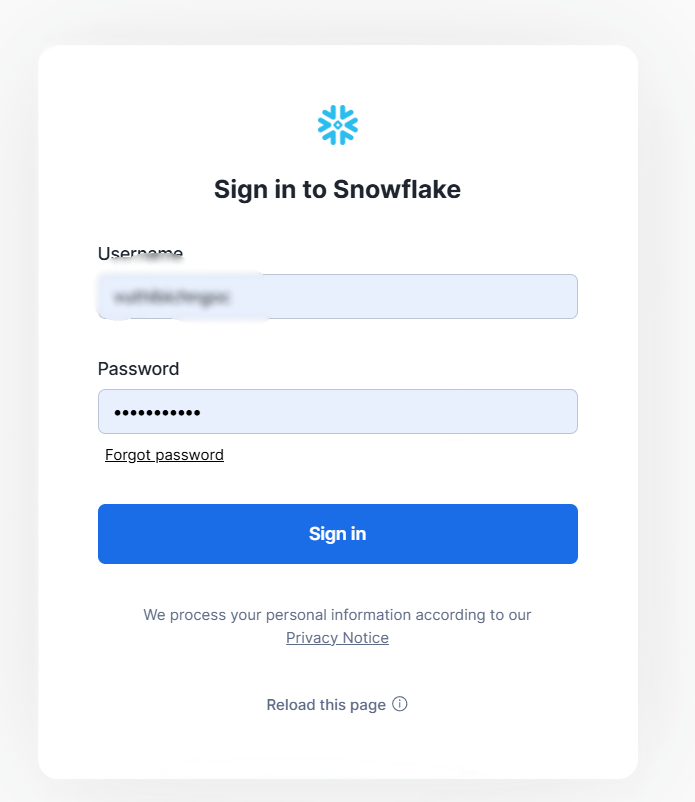 Sign in to Snowflake
Username
Password
•••••••••••
Forgot password
Sign in
We process your personal information according to our
Privacy Notice
Reload this page